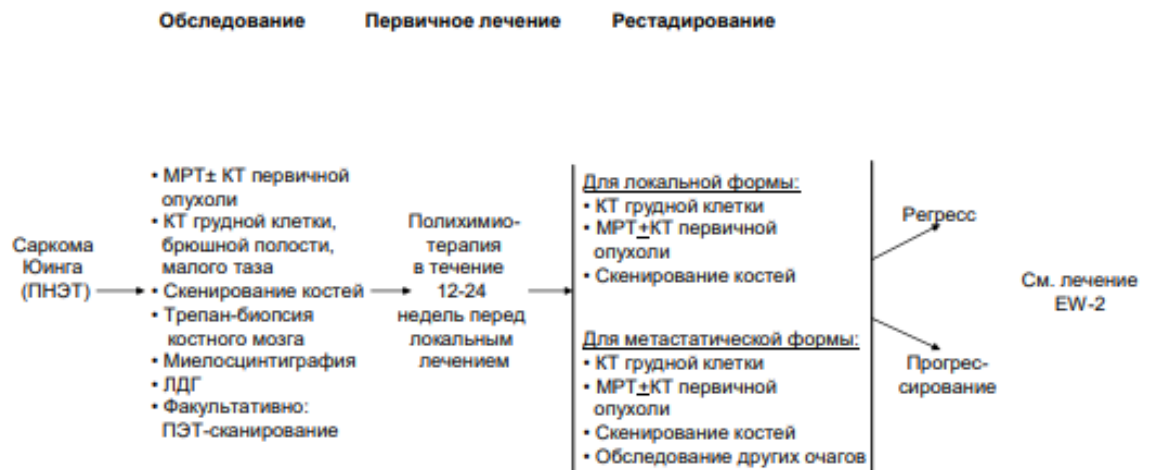 Обследование Первичное лечение Рестадирование
Саркома
Юинга
(ПНЭТ)
• МРТ± КТ первичной
опухоли
• КТ грудной клетки,
брюшной полости,
малого таза
• Скенирование костей
• Трепан-биопсия
костного мозга
• Миелосцинтиграфия
• ЛДГ
• Факультативно:
ПЭТ-сканирование
Полихимио-
терапия
в течение
12-24
недель перед
локальным
лечением
Для локальной формы:
• КТ грудной клетки
• МРТ±КТ первичной
опухоли
• Скенирование костей
Для метастатической формы:
• КТ грудной клетки
• МРТ±КТ первичной
опухоли
• Скенирование костей
• Обследование других очагов
Регресс
Прогрес-
сирование
См. лечение
EW-2